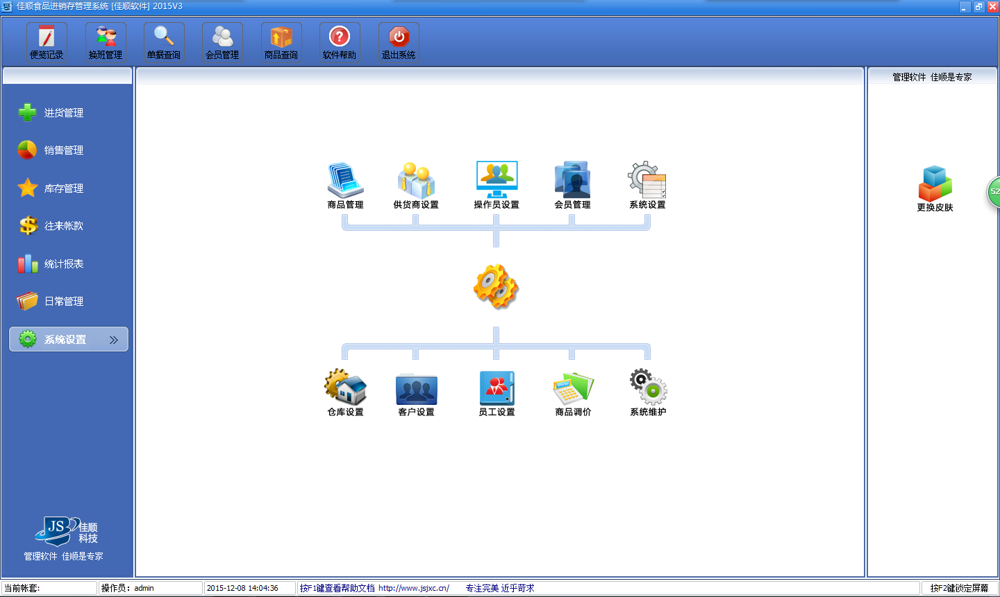 佳顺食品进销存管理系统 [佳顺软件] 2015V3
便笺记录
换班管理
单据查询
会员管理
商品查询
软件帮助
退出系统
管理软件 佳顺是专家
进货管理
销售管理
库存管理
往来帐款
统计报表
日常管理
系统设置
商品管理
供货商设置
操作员设置
会员管理
系统设置
仓库设置
客户设置
员工设置
商品调价
系统维护
更换皮肤
52
JS
佳顺
科技
管理软件 佳顺是专家
当前帐套:
操作员：admin
2015-12-08 14:04:36
按F1键查看帮助文档 http://www.jsjxc.cn/ 专注完美 近乎苛求
按F2键锁定屏幕